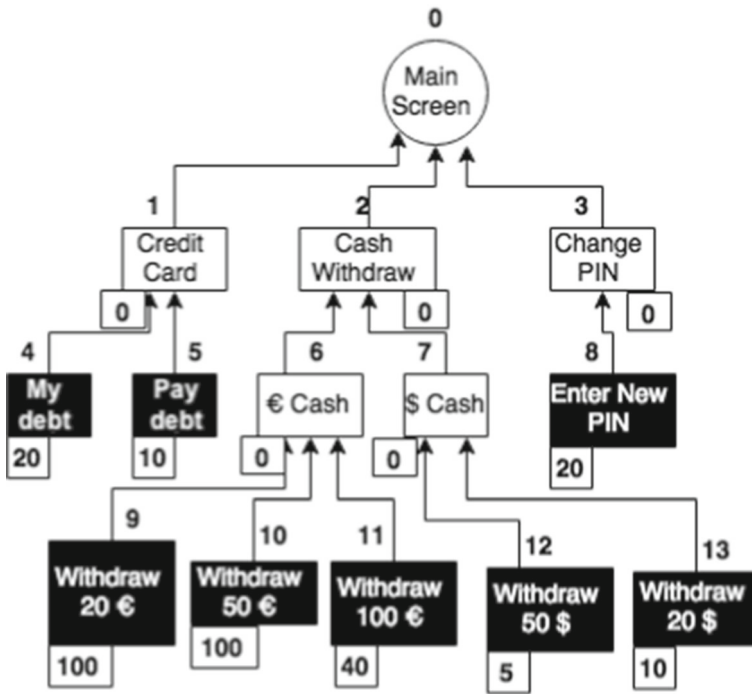 0
Main
Screen
1
2
3
Credit
Card
Cash
Withdraw
Change
PIN
0
0
0
4
5
6
7
8
My
debt
Pay
debt
€ Cash
$ Cash
Enter New
PIN
20
10
0
0
20
9
10
11
12
13
Withdraw
20 €
Withdraw
50 €
Withdraw
100 €
Withdraw
50 $
Withdraw
20 $
100
100
40
5
10